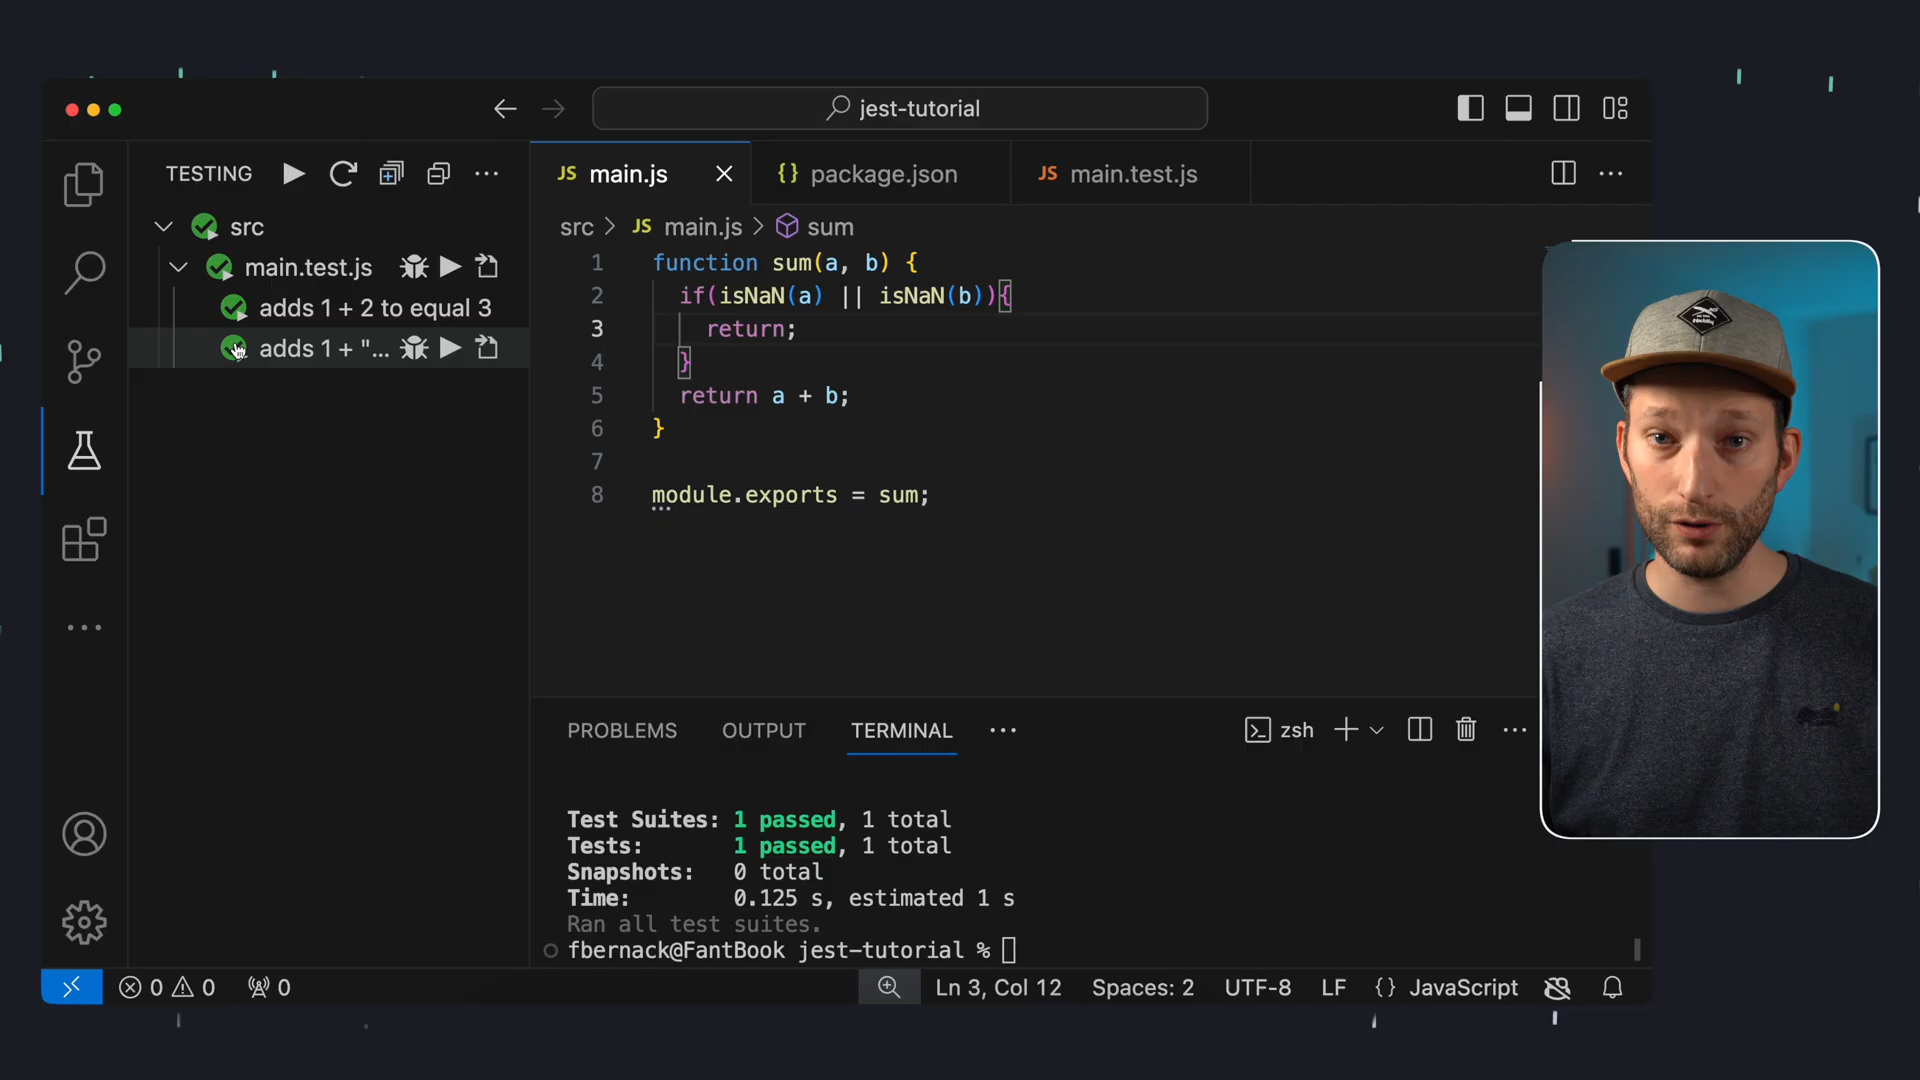 jest-tutorial
TESTING
src
main.test.js
adds 1 + 2 to equal 3
adds 1 + "...
JS main.js
{} package.json
JS main.test.js
src > JS main.js > sum
1 function sum(a, b) {
2 if(isNaN(a) || isNaN(b)){
3 return;
4 }
5 return a + b;
6 }
7
8 module.exports = sum;
PROBLEMS OUTPUT TERMINAL
zsh
Test Suites: 1 passed, 1 total
Tests: 1 passed, 1 total
Snapshots: 0 total
Time: 0.125 s, estimated 1 s
Ran all test suites.
fbernack@FantBook jest-tutorial %
0 0 0 Ln 3, Col 12 Spaces: 2 UTF-8 LF {} JavaScript